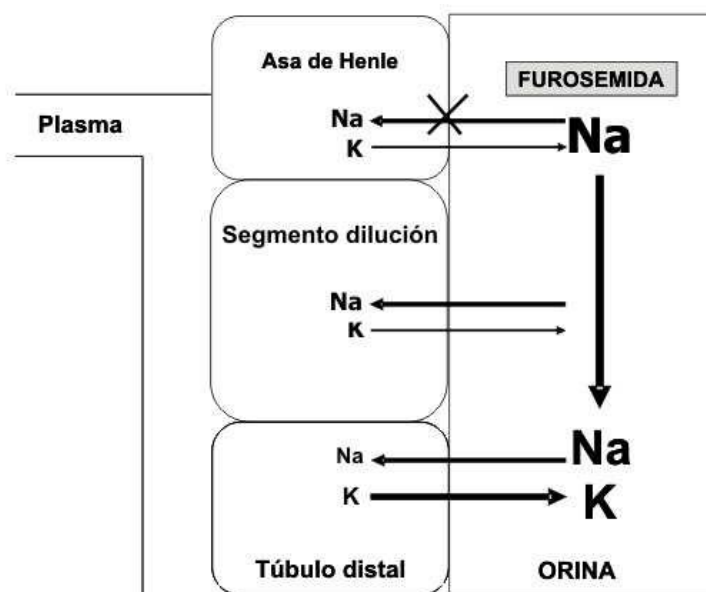 Asa de Henle
FUROSEMIDA
Plasma
Na
Na
K
Segmento dilución
Na
K
Na
Na
K
K
Túbulo distal
ORINA